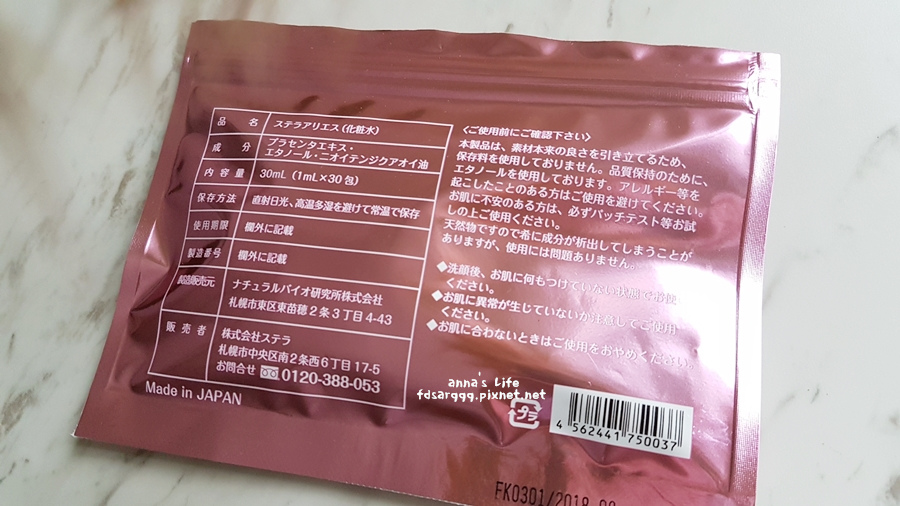 品名 ステラアリエス（化粧水）
成分 プラセンタエキス・
エタノール・ニオイテンジクアオイ油
内容量 30mL（1mL×30包）
保存方法 直射日光、高温多湿を避けて常温で保存
使用期限 欄外に記載
製造番号 欄外に記載
製造販売元 ナチュラルバイオ研究所株式会社
札幌市東区東苗穂2条3丁目4-43
販売者 株式会社ステラ
札幌市中央区南2条西6丁目17-5
お問合せ 0120-388-053
Made in JAPAN
〈ご使用前にご確認下さい〉
本製品は、素材本来の良さを引き立てるため、
保存料を使用しておりません。品質保持のために、
エタノールを使用しております。アレルギー等を
起こしたことのある方はご使用を避けてください。
お肌に不安のある方は、必ずパッチテスト等お試
しの上ご使用ください。
天然物ですので希に成分が析出してしまうことが
ありますが、使用には問題ありません。
◆洗顔後、お肌に何もつけていない状態でお使
ください。
◆お肌に異常が生じていないか注意してご使用
ください。
◆お肌に合わないときはご使用をおやめください。
anna's Life
fdsarggg.pixnet.net
プラ
4 562441 750037
FK0301/2018